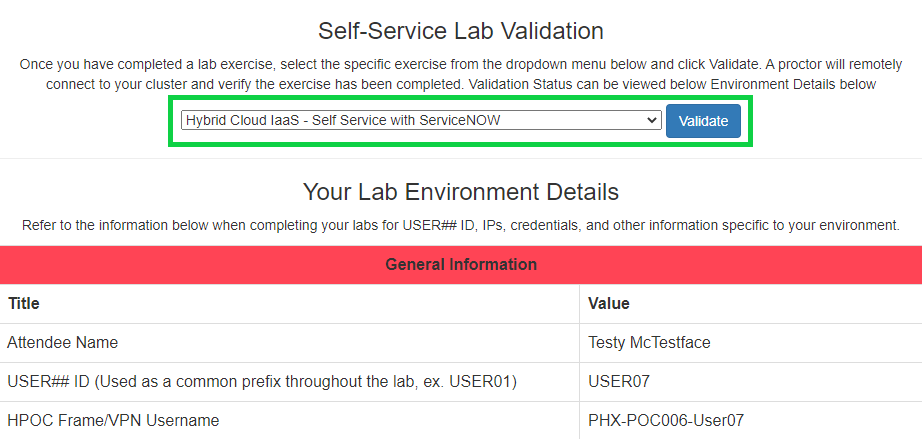 Self-Service Lab Validation
Once you have completed a lab exercise, select the specific exercise from the dropdown menu below and click Validate. A proctor will remotely
connect to your cluster and verify the exercise has been completed. Validation Status can be viewed below Environment Details below
Hybrid Cloud IaaS - Self Service with ServiceNOW Validate
Your Lab Environment Details
Refer to the information below when completing your labs for USER## ID, IPs, credentials, and other information specific to your environment.
General Information
Title Value
Attendee Name Testy McTestface
USER## ID (Used as a common prefix throughout the lab, ex. USER01) USER07
HPOC Frame/VPN Username PHX-POC006-User07